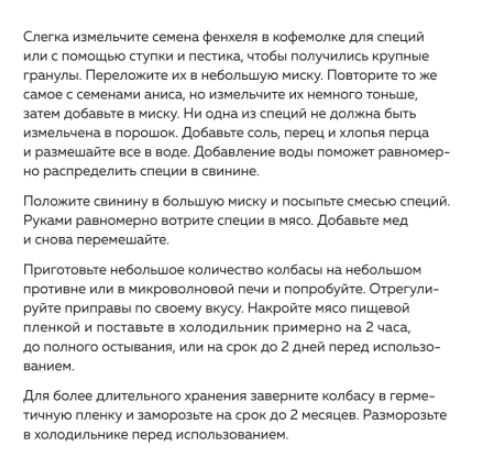 Слегка измельчите семена фенхеля в кофемолке для специй
или с помощью ступки и пестика, чтобы получились крупные
гранулы. Переложите их в небольшую миску. Повторите то же
самое с семенами аниса, но измельчите их немного тоньше,
затем добавьте в миску. Ни одна из специй не должна быть
измельчена в порошок. Добавьте соль, перец и хлопья перца
и размешайте все в воде. Добавление воды поможет равномер-
но распределить специи в свинине.
Положите свинину в большую миску и посыпьте смесью специй.
Руками равномерно вотрите специи в мясо. Добавьте мед
и снова перемешайте.
Приготовьте небольшое количество колбасы на небольшом
противне или в микроволновой печи и попробуйте. Отрегули-
руйте приправы по своему вкусу. Накройте мясо пищевой
пленкой и поставьте в холодильник примерно на 2 часа,
до полного остывания, или на срок до 2 дней перед использо-
ванием.
Для более длительного хранения заверните колбасу в герме-
тичную пленку и заморозьте на срок до 2 месяцев. Разморозьте
в холодильнике перед использованием.